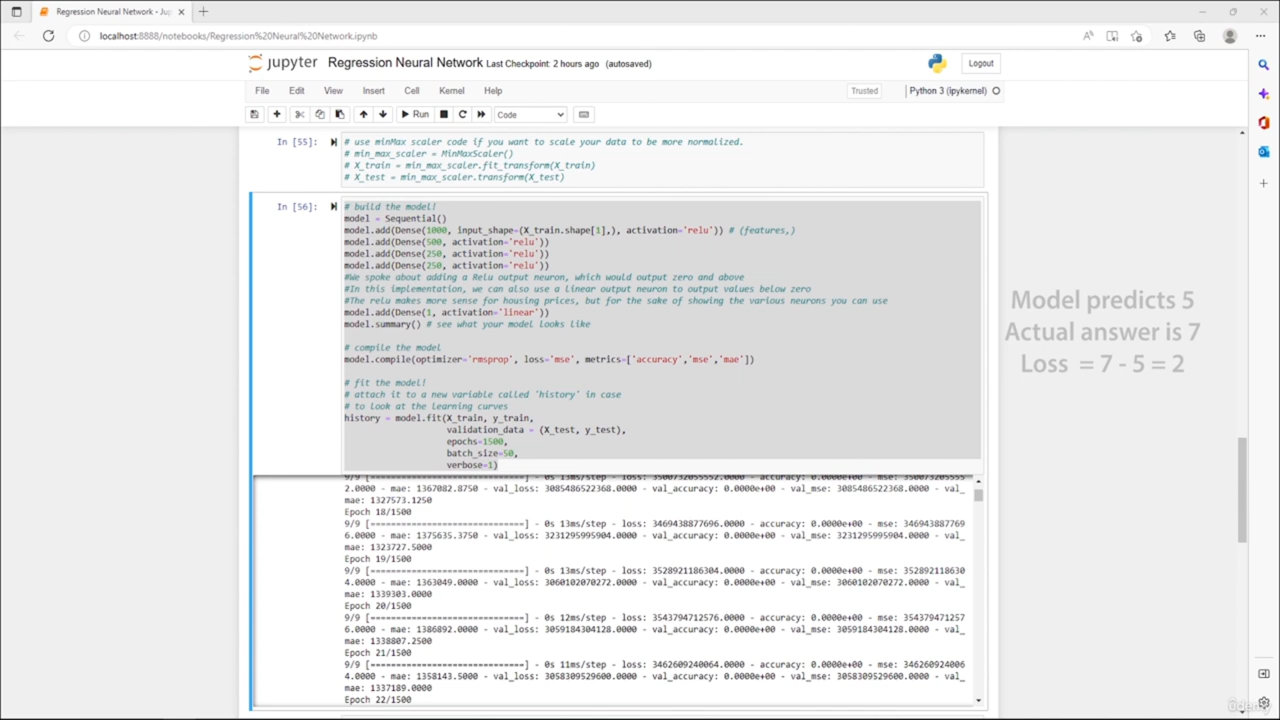 Regression Neural Network - Ju
localhost:8888/notebooks/Regression%20Neural%20Network.ipynb
jupyter Regression Neural Network Last Checkpoint: 2 hours ago (autosaved)
Logout
File Edit View Insert Cell Kernel Help
Trusted
Python 3 (ipykernel)
Run
Code
In [55]:
# use minMax scaler code if you want to scale your data to be more normalized.
# min_max_scaler = MinMaxScaler()
# X_train = min_max_scaler.fit_transform(X_train)
# X_test = min_max_scaler.transform(X_test)
In [56]:
# build the model!
model = Sequential()
model.add(Dense(1000, input_shape=(X_train.shape[1],), activation='relu')) # (features,)
model.add(Dense(500, activation='relu'))
model.add(Dense(250, activation='relu'))
model.add(Dense(250, activation='relu'))
#We spoke about adding a Relu output neuron, which would output zero and above
#In this implementation, we can also use a linear output neuron to output values below zero
#The relu makes more sense for housing prices, but for the sake of showing the various neurons you can use
model.add(Dense(1, activation='linear'))
model.summary() # see what your model looks like
# compile the model
model.compile(optimizer='rmsprop', loss='mse', metrics=['accuracy','mse','mae'])
# fit the model!
# attach it to a new variable called 'history' in case
# to look at the learning curves
history = model.fit(X_train, y_train,
validation_data = (X_test, y_test),
epochs=1500,
batch_size=50,
verbose=1)
Model predicts 5
Actual answer is 7
Loss = 7 - 5 = 2
9/9 [==============================] - 0s 13ms/step - loss: 3500732055552.0000 - accuracy: 0.0000e+00 - mse: 350073205555
2.0000 - mae: 1367082.8750 - val_loss: 3085486522368.0000 - val_accuracy: 0.0000e+00 - val_mse: 3085486522368.0000 - val_
mae: 1327573.1250
Epoch 18/1500
9/9 [==============================] - 0s 13ms/step - loss: 3469438877696.0000 - accuracy: 0.0000e+00 - mse: 346943887769
6.0000 - mae: 1375635.3750 - val_loss: 3231295995904.0000 - val_accuracy: 0.0000e+00 - val_mse: 3231295995904.0000 - val_
mae: 1323727.5000
Epoch 19/1500
9/9 [==============================] - 0s 13ms/step - loss: 3528921186304.0000 - accuracy: 0.0000e+00 - mse: 352892118630
4.0000 - mae: 1363049.0000 - val_loss: 3060102070272.0000 - val_accuracy: 0.0000e+00 - val_mse: 3060102070272.0000 - val_
mae: 1339303.0000
Epoch 20/1500
9/9 [==============================] - 0s 12ms/step - loss: 3543794712576.0000 - accuracy: 0.0000e+00 - mse: 354379471257
6.0000 - mae: 1386892.0000 - val_loss: 3059184304128.0000 - val_accuracy: 0.0000e+00 - val_mse: 3059184304128.0000 - val_
mae: 1338807.2500
Epoch 21/1500
9/9 [==============================] - 0s 11ms/step - loss: 3462609240064.0000 - accuracy: 0.0000e+00 - mse: 346260924006
4.0000 - mae: 1358143.5000 - val_loss: 3058309529600.0000 - val_accuracy: 0.0000e+00 - val_mse: 3058309529600.0000 - val_
mae: 1337189.0000
Epoch 22/1500